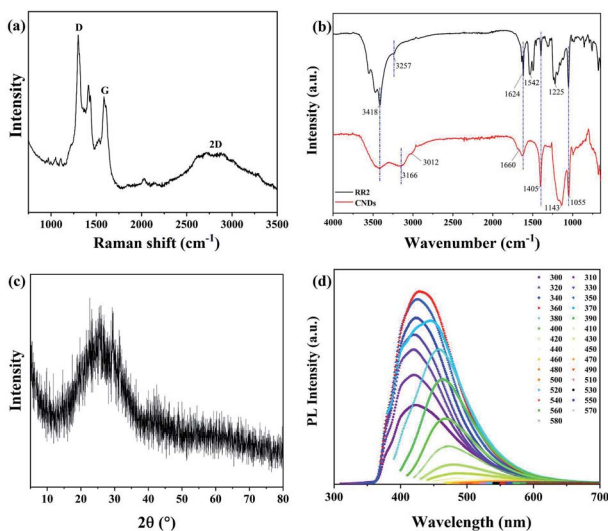 (a)
D
G
2D
Intensity
1000 1500 2000 2500 3000 3500
Raman shift (cm-1)
(b)
3257
3418
1624
1542
1225
3012
3166
1660
1405
1143
1055
RR2
CNDs
Intensity (a.u.)
4000 3000 2000 1000
Wavenumber (cm-1)
(c)
Intensity
10 20 30 40 50 60 70 80
2θ (°)
(d)
300 310
320 330
340 350
360 370
380 390
400 410
420 430
440 450
460 470
480 490
500 510
520 530
540 550
560 570
580
PL Intensity (a.u.)
300 400 500 600 700
Wavelength (nm)